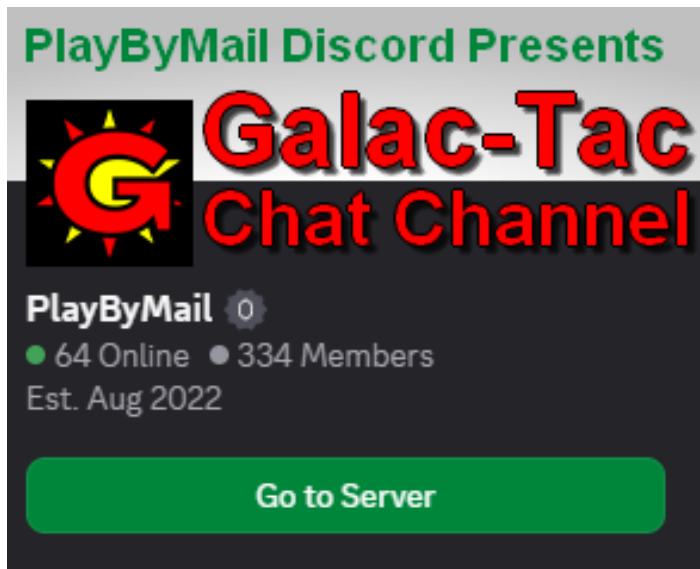 PlayByMail Discord Presents
Galac-Tac
Chat Channel
G
PlayByMail 0
64 Online 334 Members
Est. Aug 2022
Go to Server